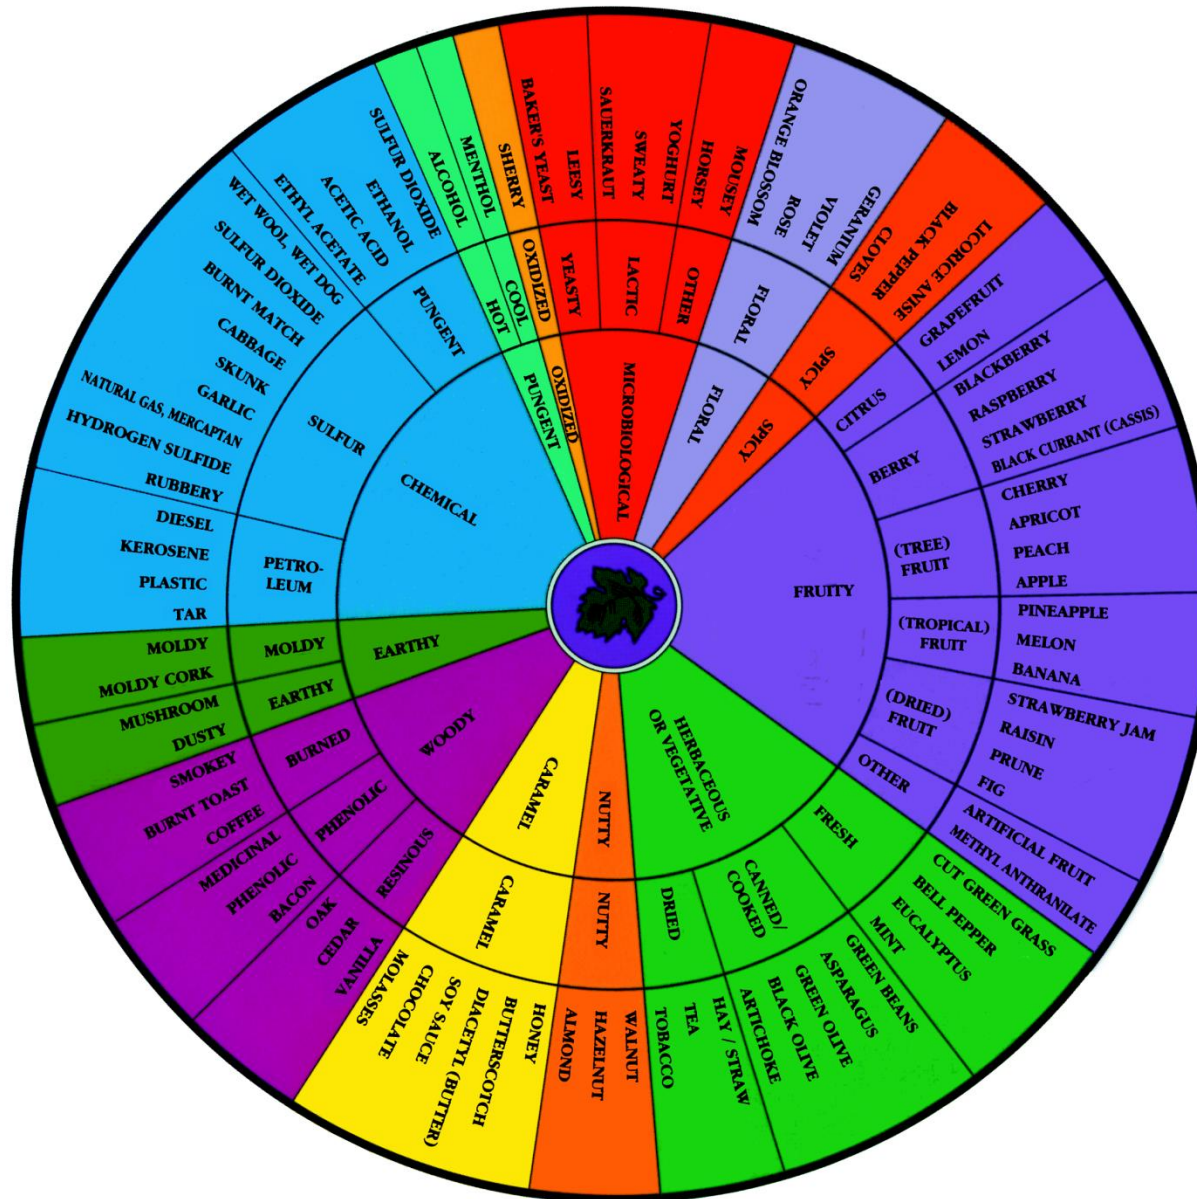 FRUITY
CITRUS
GRAPEFRUIT
LEMON
BERRY
BLACKBERRY
RASPBERRY
STRAWBERRY
BLACK CURRANT (CASSIS)
(TREE)
FRUIT
CHERRY
APRICOT
PEACH
APPLE
(TROPICAL)
FRUIT
PINEAPPLE
MELON
BANANA
(DRIED)
FRUIT
STRAWBERRY JAM
RAISIN
PRUNE
FIG
OTHER
ARTIFICIAL FRUIT
METHYL ANTHRANILATE
HERBACEOUS
OR VEGETATIVE
FRESH
CUT GREEN GRASS
BELL PEPPER
EUCALYPTUS
MINT
CANNED/
COOKED
GREEN BEANS
ASPARAGUS
GREEN OLIVE
BLACK OLIVE
ARTICHOKE
DRIED
HAY / STRAW
TEA
TOBACCO
NUTTY
NUTTY
WALNUT
HAZELNUT
ALMOND
CARAMEL
CARAMEL
HONEY
BUTTERSCOTCH
DIACETYL (BUTTER)
SOY SAUCE
CHOCOLATE
MOLASSES
WOODY
RESINOUS
VANILLA
CEDAR
OAK
PHENOLIC
BACON
PHENOLIC
MEDICINAL
BURNED
COFFEE
BURNT TOAST
SMOKEY
EARTHY
EARTHY
DUSTY
MUSHROOM
MOLDY
MOLDY CORK
MOLDY
CHEMICAL
PETRO-
LEUM
TAR
PLASTIC
KEROSENE
DIESEL
SULFUR
RUBBERY
HYDROGEN SULFIDE
NATURAL GAS, MERCAPTAN
GARLIC
SKUNK
CABBAGE
BURNT MATCH
SULFUR DIOXIDE
WET WOOL, WET DOG
PUNGENT
ETHYL ACETATE
ACETIC ACID
ETHANOL
SULFUR DIOXIDE
PUNGENT
HOT
ALCOHOL
COOL
MENTHOL
OXIDIZED
OXIDIZED
SHERRY
MICROBIOLOGICAL
YEASTY
BAKER'S YEAST
LEESY
LACTIC
SAUERKRAUT
SWEATY
YOGHURT
OTHER
HORSEY
MOUSEY
FLORAL
FLORAL
ORANGE BLOSSOM
ROSE
VIOLET
GERANIUM
SPICY
SPICY
CLOVES
BLACK PEPPER
LICORICE ANISE